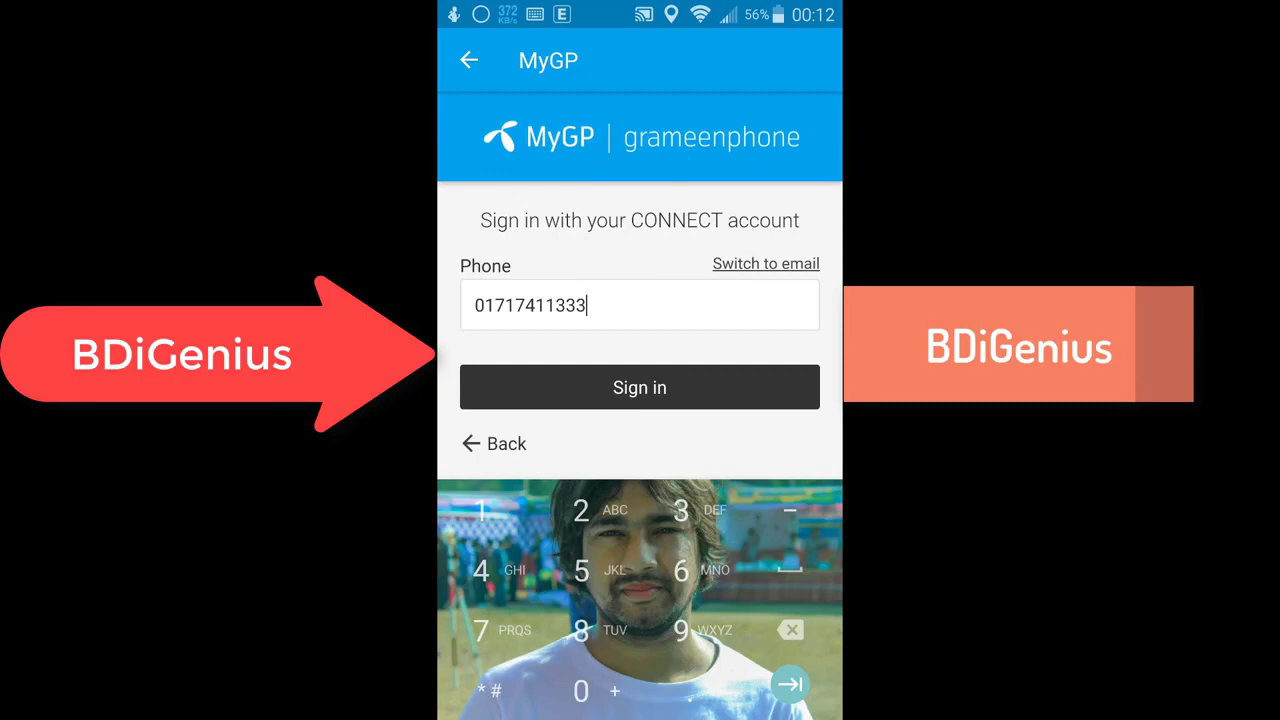 372
KB/s
E
56%
00:12
MyGP
MyGP | grameenphone
Sign in with your CONNECT account
Phone
Switch to email
01717411333
Sign in
Back
BDiGenius
BDiGenius
1
2 ABC
3 DEF
4 GHI
5 JKL
6 MNO
7 PRQS
8 TUV
9 WXYZ
* #
0 +
.